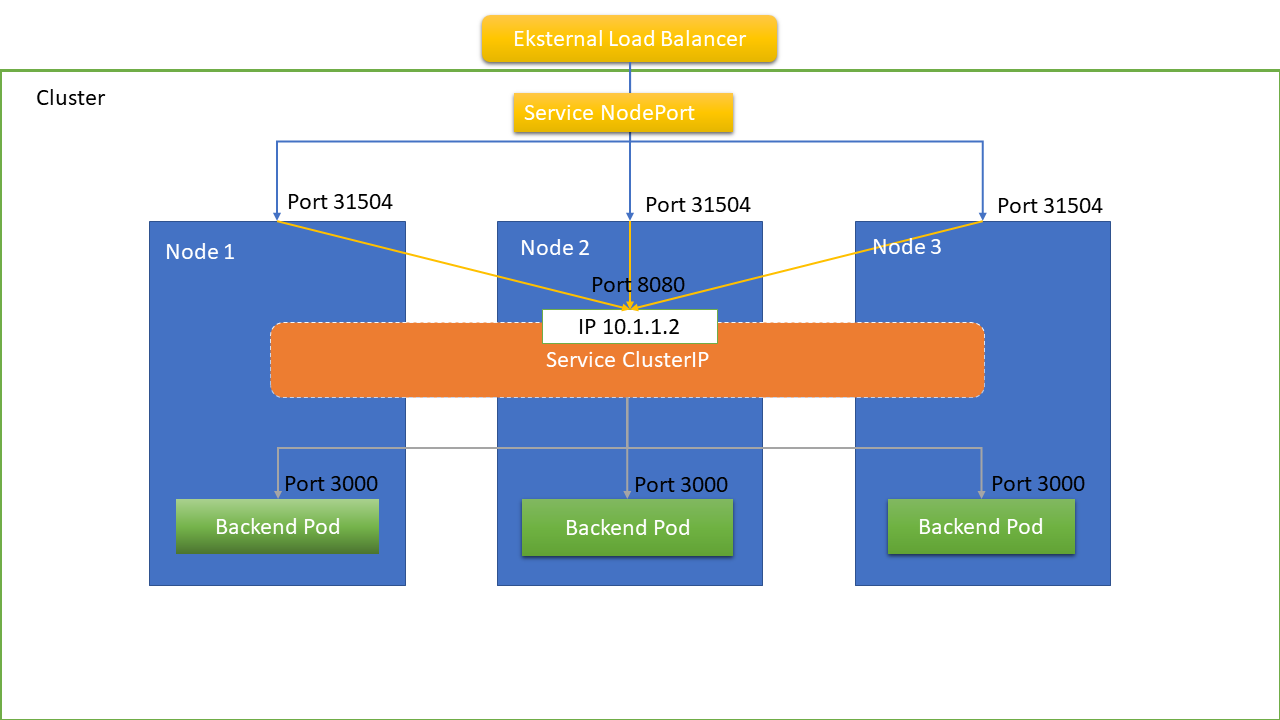 Eksternal Load Balancer
Cluster
Service NodePort
Port 31504
Port 31504
Port 31504
Node 1
Node 2
Node 3
Port 8080
IP 10.1.1.2
Service ClusterIP
Port 3000
Port 3000
Port 3000
Backend Pod
Backend Pod
Backend Pod